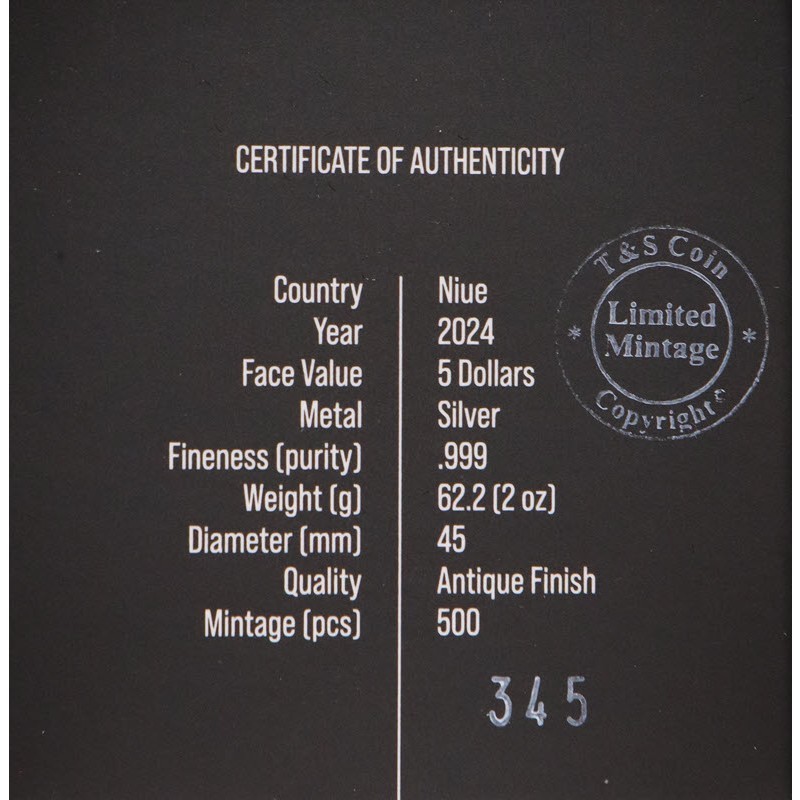 CERTIFICATE OF AUTHENTICITY
Country Niue
Year 2024
Face Value 5 Dollars
Metal Silver
Fineness (purity) .999
Weight (g) 62.2 (2 oz)
Diameter (mm) 45
Quality Antique Finish
Mintage (pcs) 500
T&S Coin
Limited
Mintage
* *
Copyrights
345